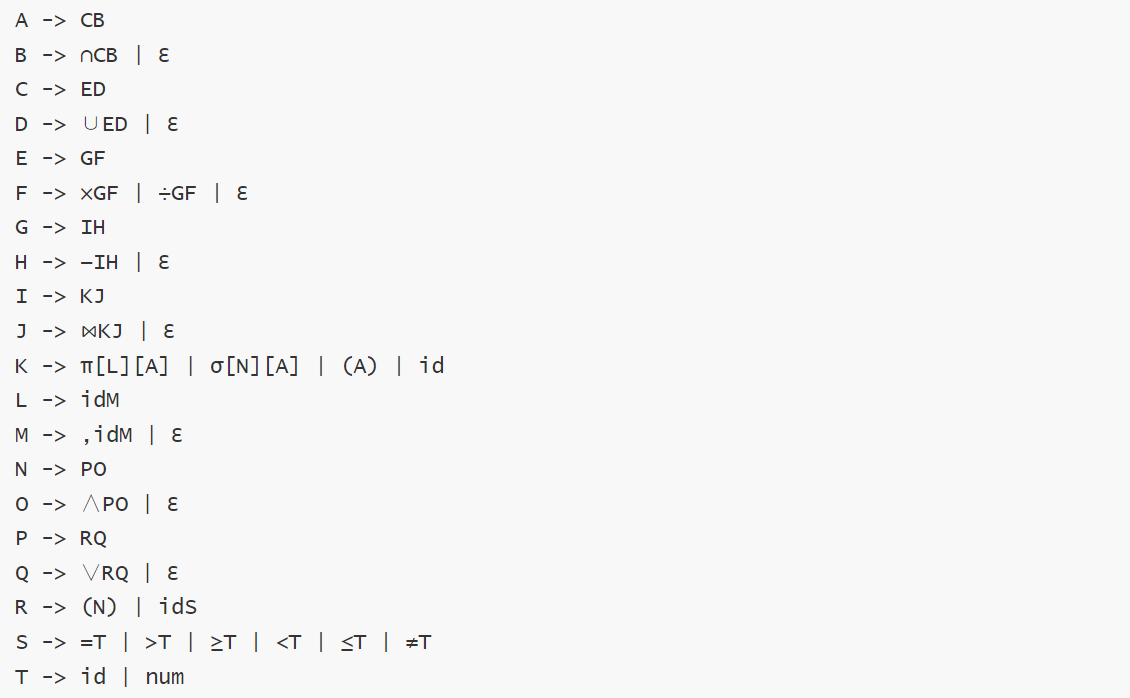 A -> CB
B -> ∩CB | ε
C -> ED
D -> ∪ED | ε
E -> GF
F -> ×GF | ÷GF | ε
G -> IH
H -> −IH | ε
I -> KJ
J -> ⋈KJ | ε
K -> π[L][A] | σ[N][A] | (A) | id
L -> idM
M -> ,idM | ε
N -> PO
O -> ∧PO | ε
P -> RQ
Q -> ∨RQ | ε
R -> (N) | idS
S -> =T | >T | ≥T | <T | ≤T | ≠T
T -> id | num